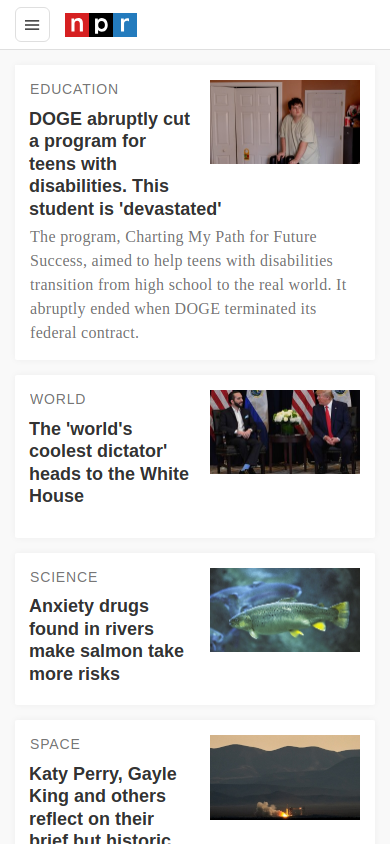 npr
EDUCATION
DOGE abruptly cut
a program for
teens with
disabilities. This
student is 'devastated'
The program, Charting My Path for Future
Success, aimed to help teens with disabilities
transition from high school to the real world. It
abruptly ended when DOGE terminated its
federal contract.
WORLD
The 'world's
coolest dictator'
heads to the White
House
SCIENCE
Anxiety drugs
found in rivers
make salmon take
more risks
SPACE
Katy Perry, Gayle
King and others
reflect on their
brief but historic